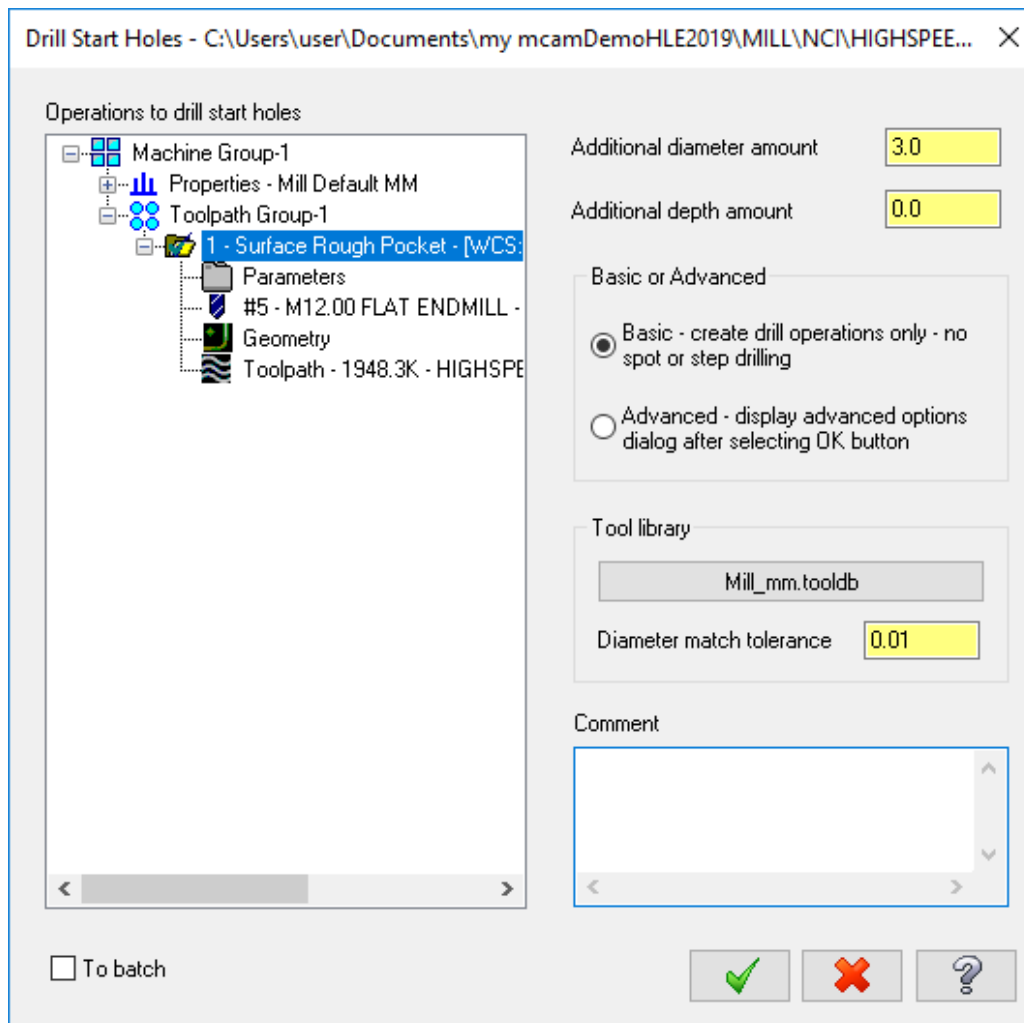 Drill Start Holes - C:\Users\user\Documents\my mcamDemoHLE2019\MILL\NCI\HIGHSPEE...
Operations to drill start holes
Machine Group-1
Properties - Mill Default MM
Toolpath Group-1
1 - Surface Rough Pocket - [WCS:
Parameters
#5 - M12.00 FLAT ENDMILL -
Geometry
Toolpath - 1948.3K - HIGHSPE
Additional diameter amount 3.0
Additional depth amount 0.0
Basic or Advanced
Basic - create drill operations only - no
spot or step drilling
Advanced - display advanced options
dialog after selecting OK button
Tool library
Mill_mm.tooldb
Diameter match tolerance 0.01
Comment
To batch